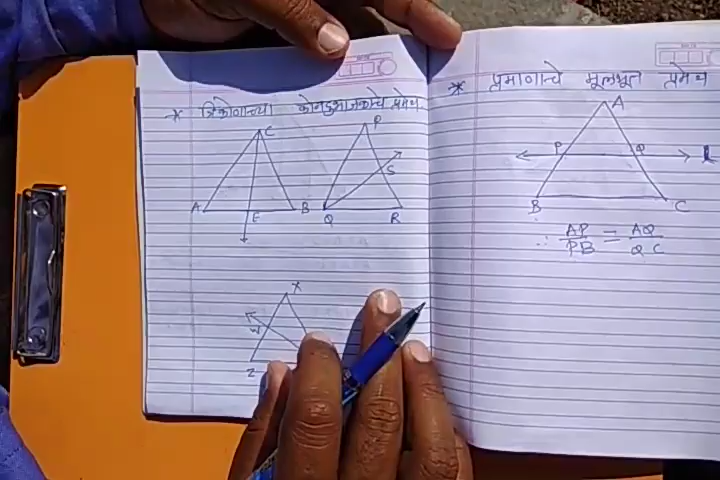 * त्रिकोणाच्या कोनदुभाजकाचे प्रमेय
C
P
S
A
E
B
Q
R
X
W
Z
* प्रमाणाचे मूलभूत प्रमेय
A
P
Q
l
B
C
∴ AP/PB = AQ/QC